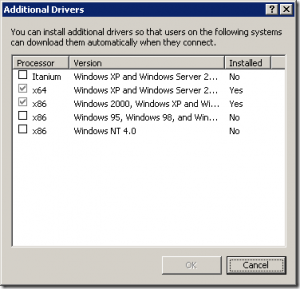 Additional Drivers
You can install additional drivers so that users on the following systems
can download them automatically when they connect.
Processor Version Installed
Itanium Windows XP and Windows Server 2... No
x64 Windows XP and Windows Server 2... Yes
x86 Windows 2000, Windows XP and Wi... Yes
x86 Windows 95, Windows 98, and Win... No
x86 Windows NT 4.0 No
OK Cancel